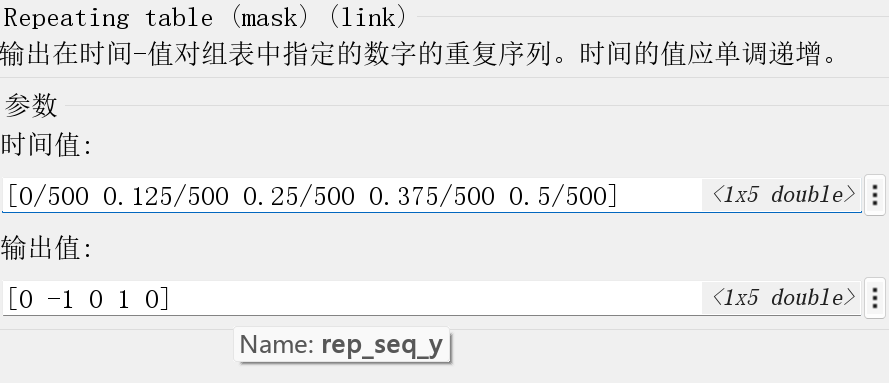 Repeating table (mask) (link)
输出在时间-值对组表中指定的数字的重复序列。时间的值应单调递增。
参数
时间值:
[0/500 0.125/500 0.25/500 0.375/500 0.5/500] <1x5 double>
输出值:
[0 -1 0 1 0] <1x5 double>
Name: rep_seq_y